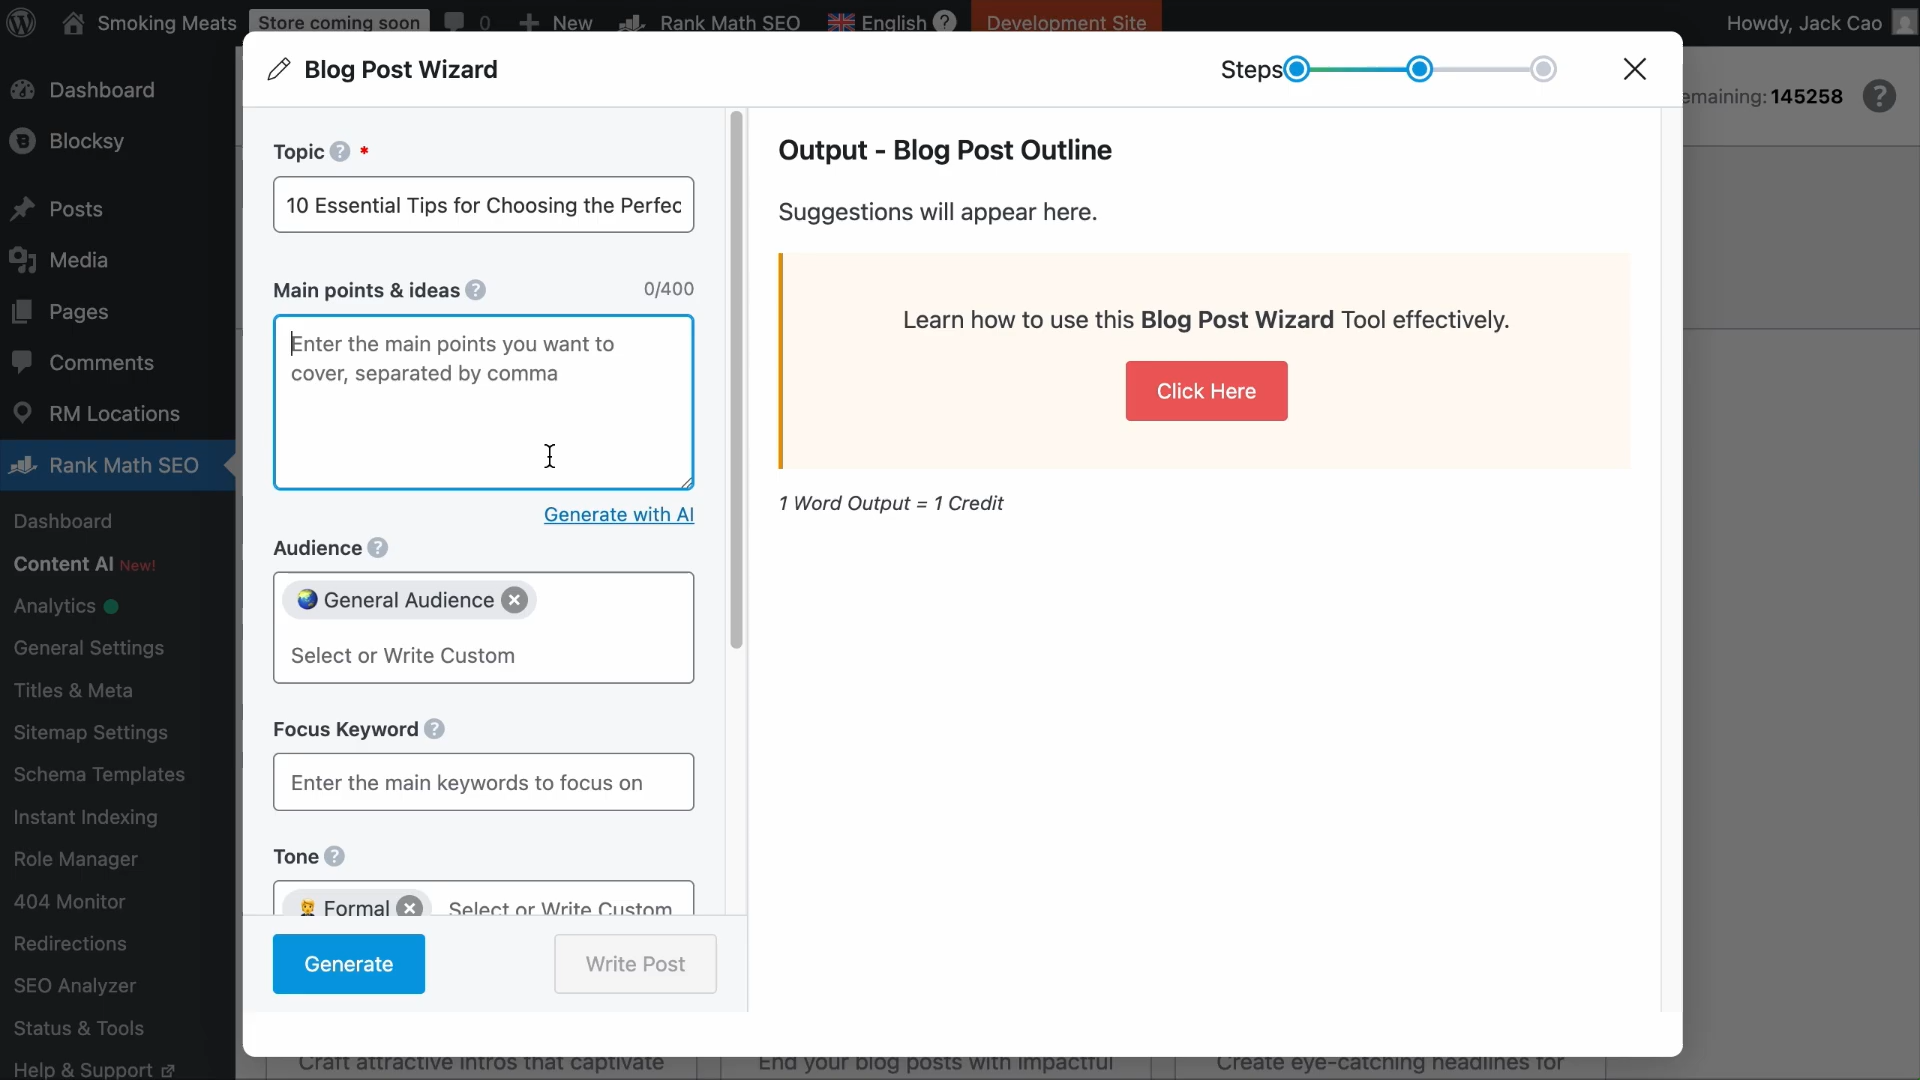 Smoking Meats
Store coming soon
0
New
Rank Math SEO
English
Development Site
Howdy, Jack Cao
Dashboard
Blocksy
Posts
Media
Pages
Comments
RM Locations
Rank Math SEO
Dashboard
Content AI New!
Analytics
General Settings
Titles & Meta
Sitemap Settings
Schema Templates
Instant Indexing
Role Manager
404 Monitor
Redirections
SEO Analyzer
Status & Tools
Help & Support
Blog Post Wizard
Steps
emaining: 145258
Topic *
10 Essential Tips for Choosing the Perfec
Main points & ideas
0/400
Enter the main points you want to
cover, separated by comma
Generate with AI
Audience
General Audience
Select or Write Custom
Focus Keyword
Enter the main keywords to focus on
Tone
Formal
Select or Write Custom
Generate
Write Post
Output - Blog Post Outline
Suggestions will appear here.
Learn how to use this Blog Post Wizard Tool effectively.
Click Here
1 Word Output = 1 Credit
Craft attractive intros that captivate
End your blog posts with impactful
Create eye-catching headlines for